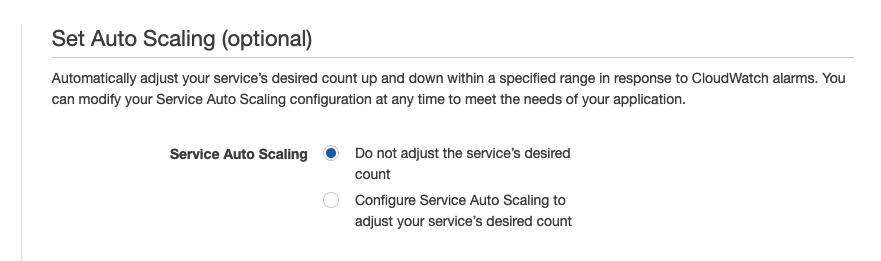 Set Auto Scaling (optional)
Automatically adjust your service’s desired count up and down within a specified range in response to CloudWatch alarms. You
can modify your Service Auto Scaling configuration at any time to meet the needs of your application.
Service Auto Scaling Do not adjust the service’s desired
count
Configure Service Auto Scaling to
adjust your service’s desired count